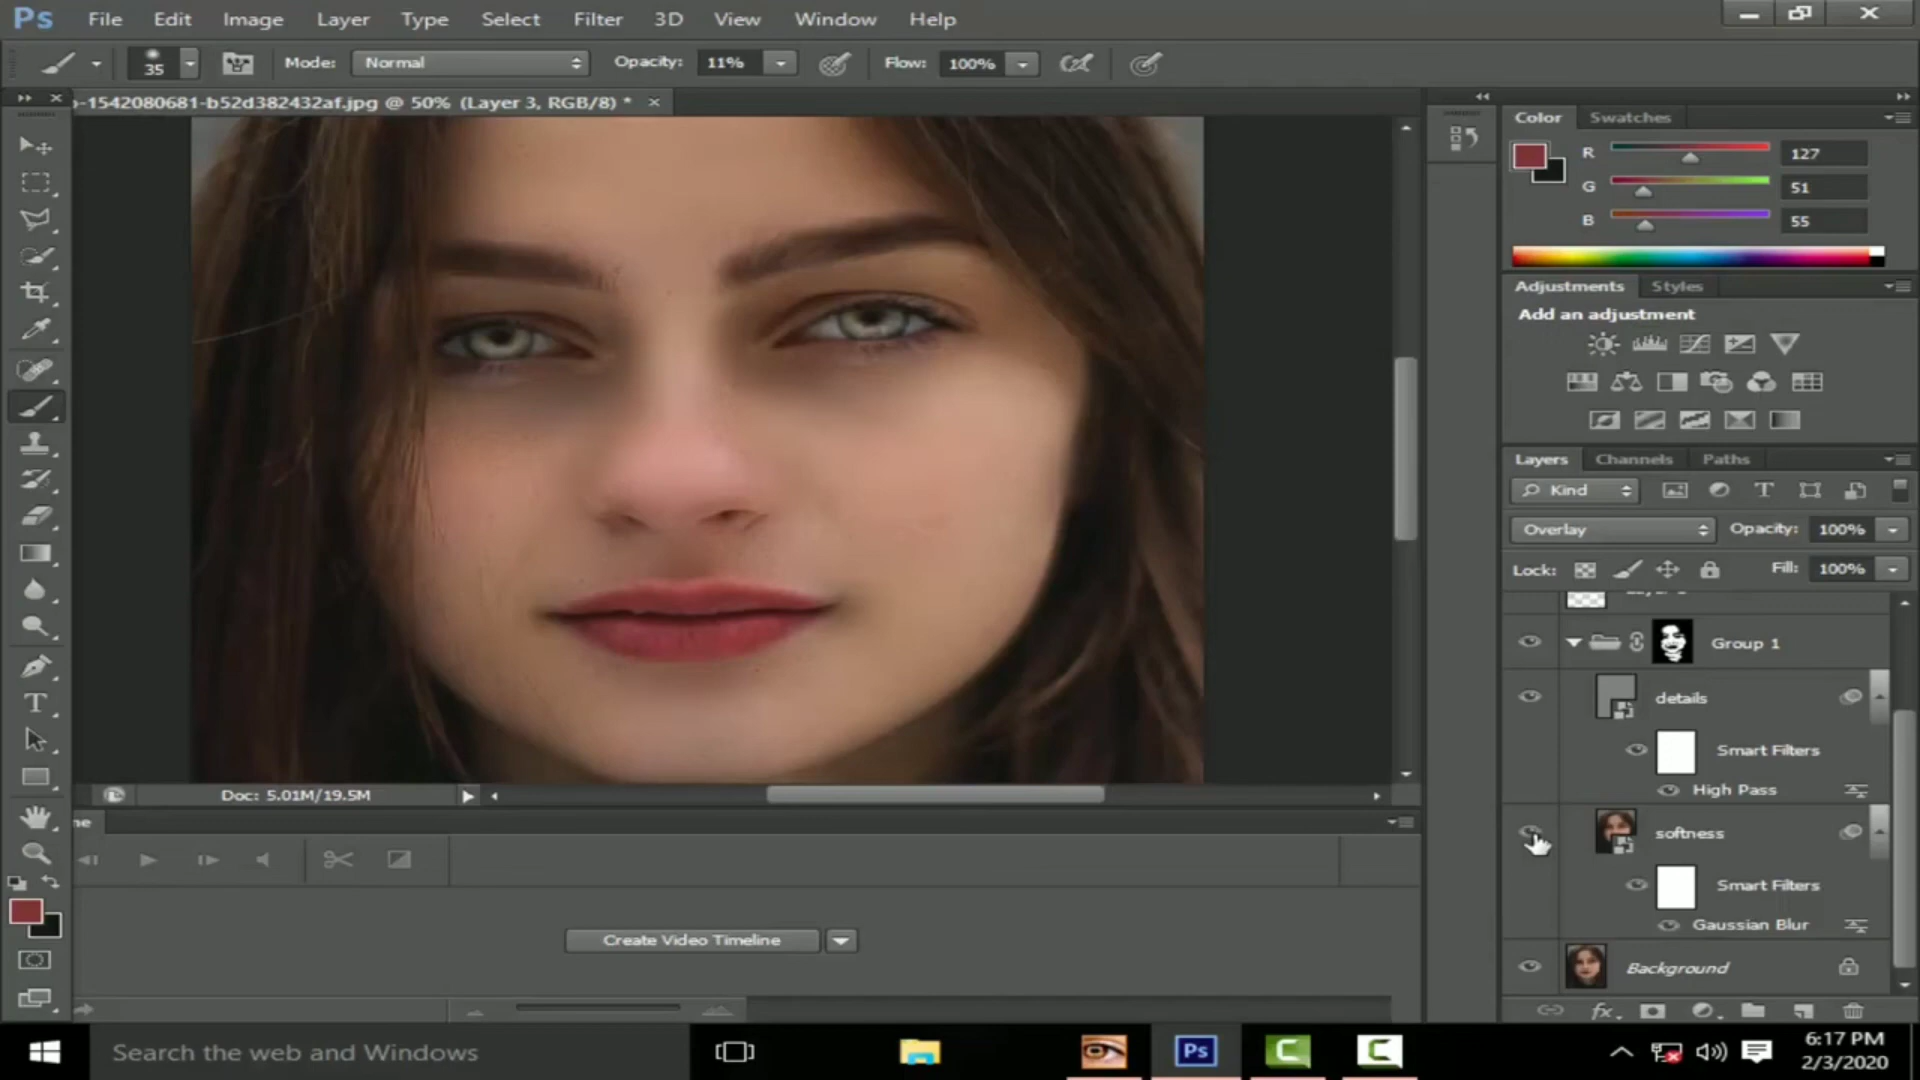 Ps File Edit Image Layer Type Select Filter 3D View Window Help
35 Mode: Normal Opacity: 11% Flow: 100%
-1542080681-b52d382432af.jpg @ 50% (Layer 3, RGB/8) *
Color Swatches
R 127
G 51
B 55
Adjustments Styles
Add an adjustment
Layers Channels Paths
Kind
Overlay Opacity: 100%
Lock: Fill: 100%
Group 1
details
Smart Filters
High Pass
softness
Smart Filters
Gaussian Blur
Background
Doc: 5.01M/19.5M
ne
Create Video Timeline
Search the web and Windows
Ps
6:17 PM
2/3/2020